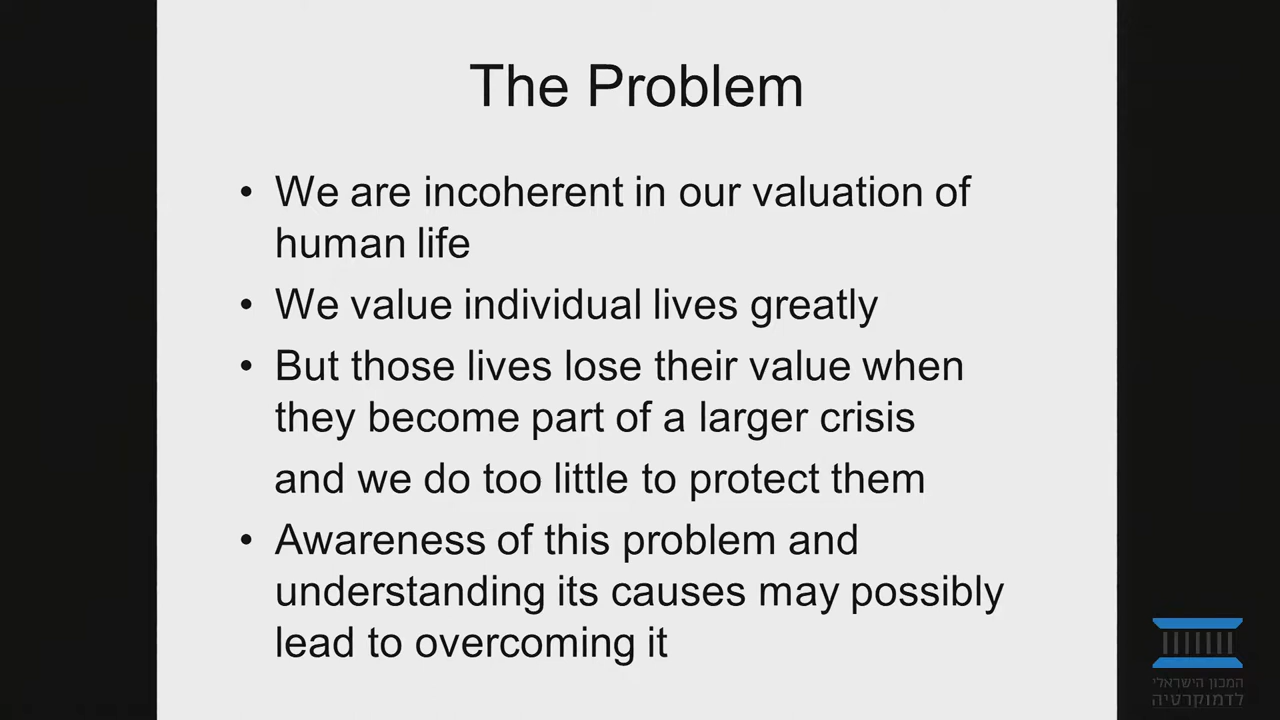 The Problem
• We are incoherent in our valuation of
human life
• We value individual lives greatly
• But those lives lose their value when
they become part of a larger crisis
and we do too little to protect them
• Awareness of this problem and
understanding its causes may possibly
lead to overcoming it
המכון הישראלי
לדמוקרטיה